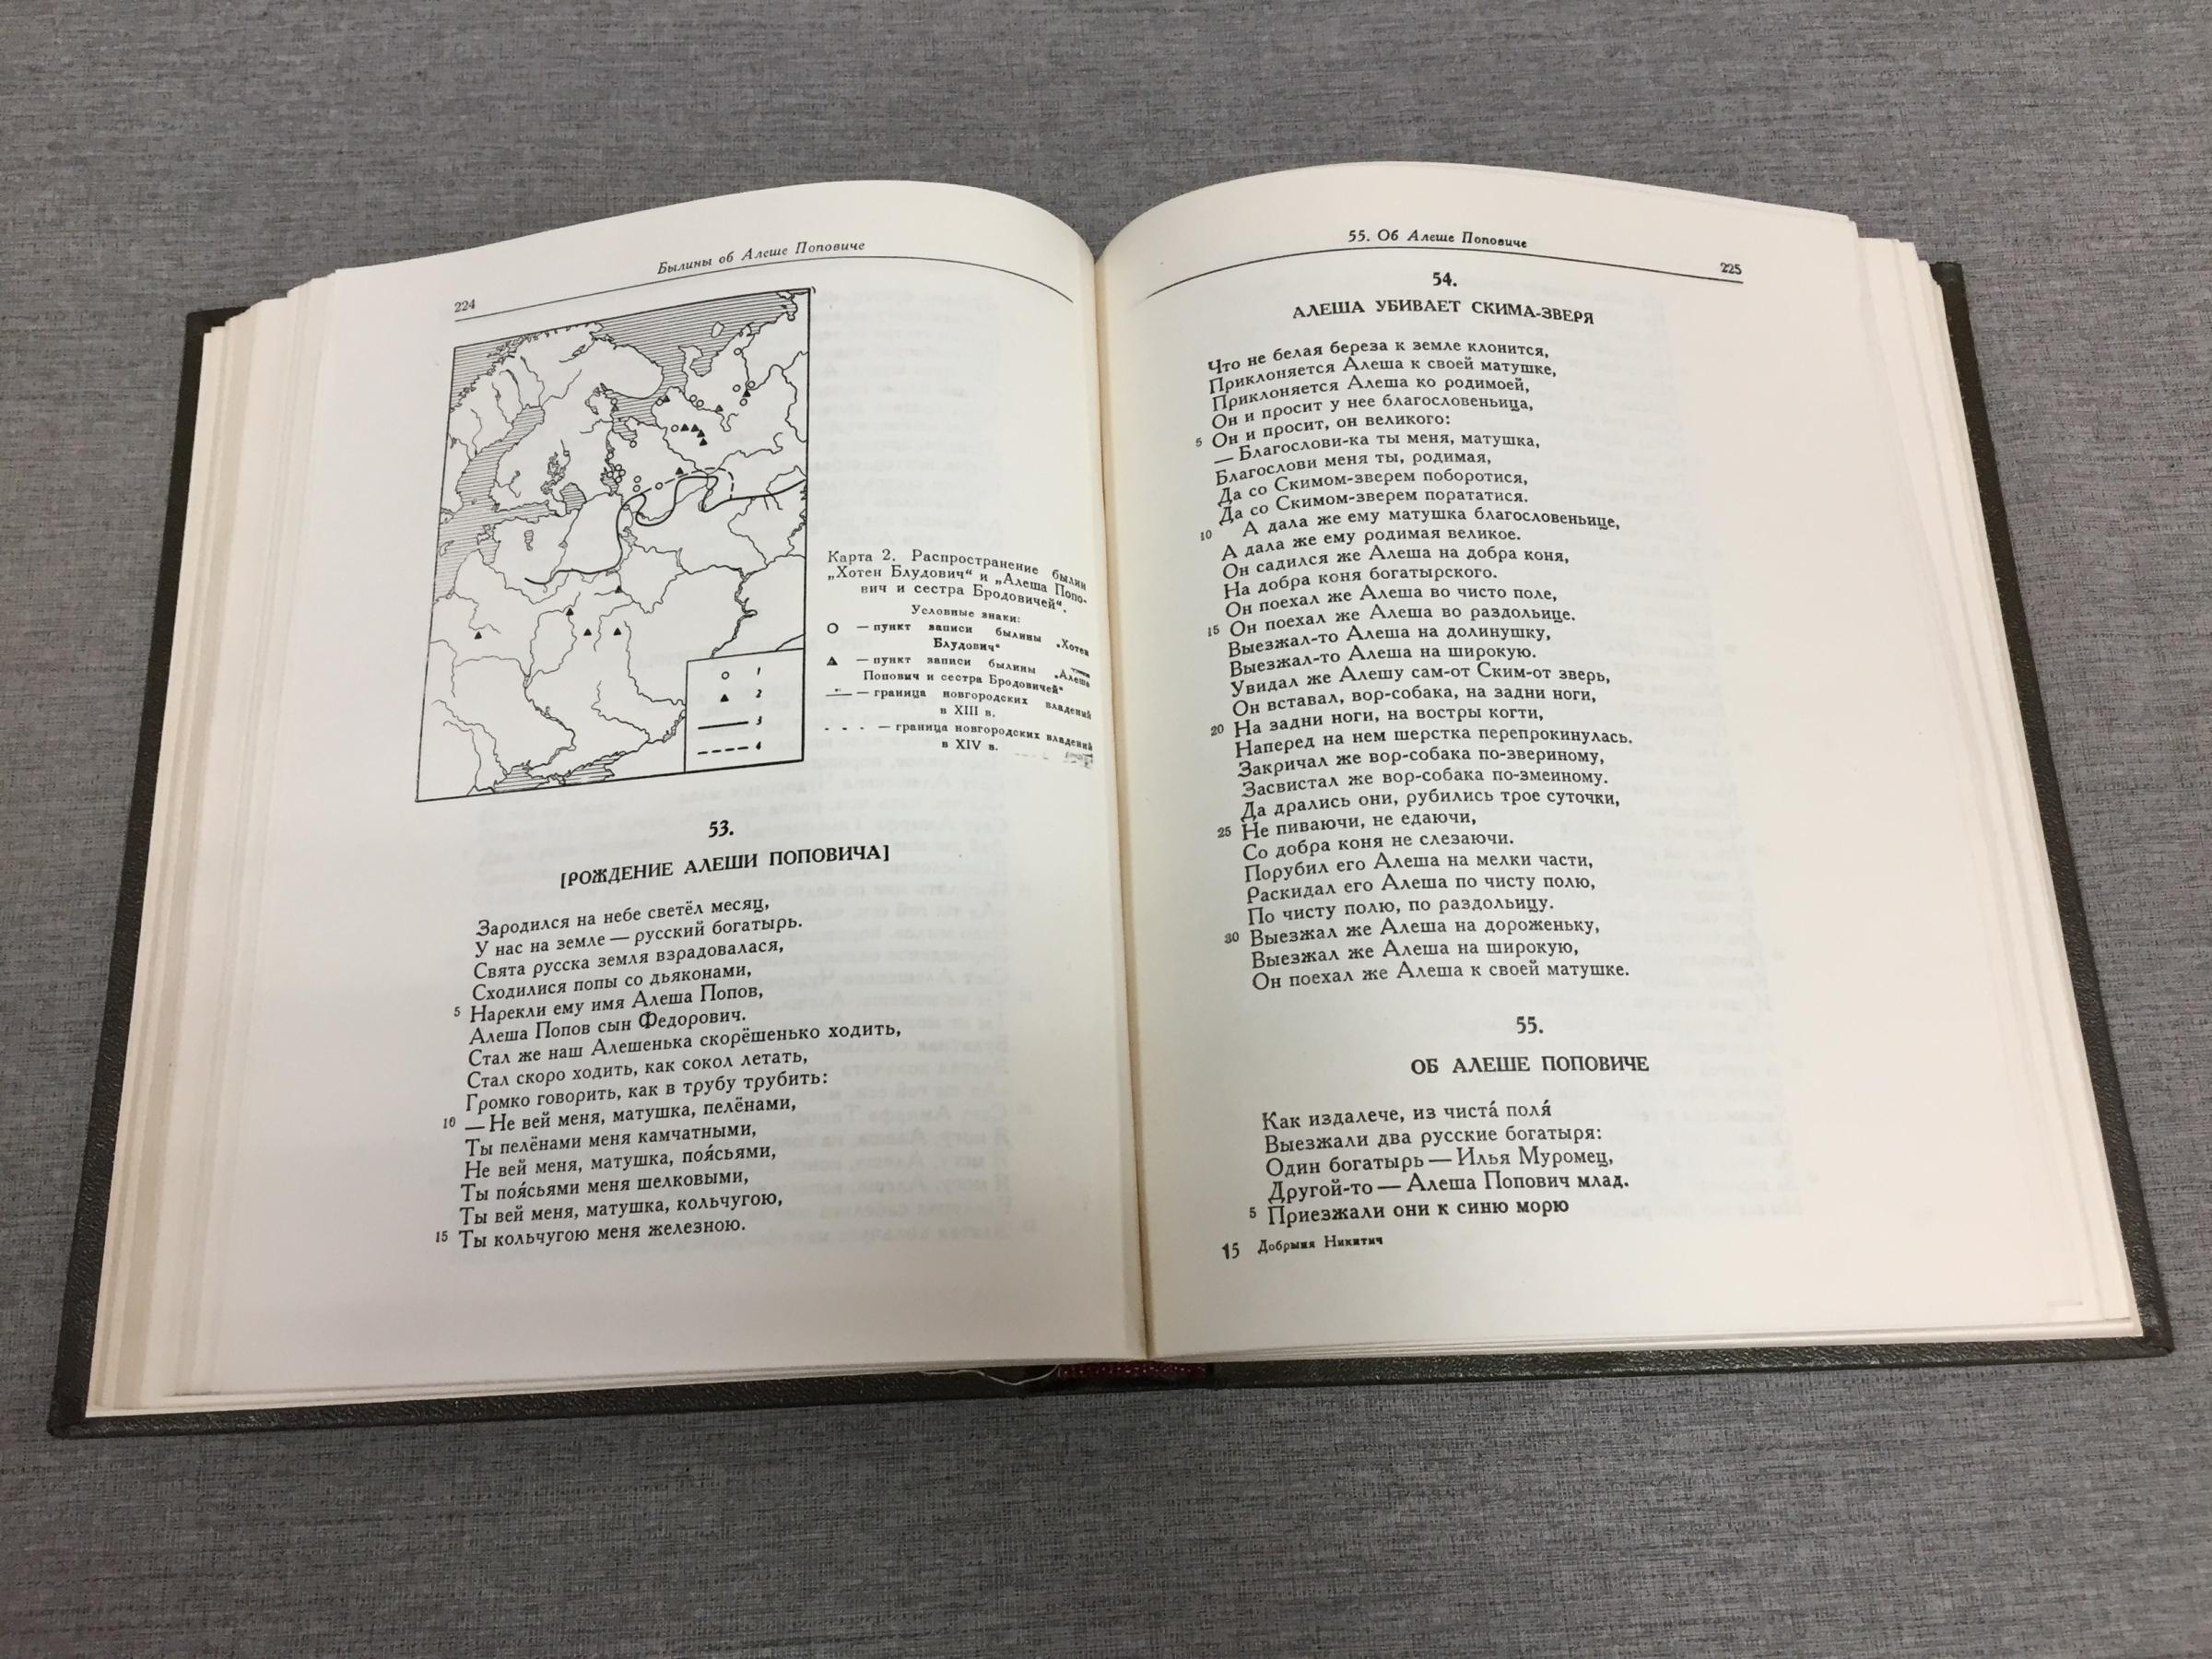 224
Былины об Алеше Поповиче
1
2
3
4
Карта 2. Распространение былин
„Хотен Блудович“ и „Алеша Попо-
вич и сестра Бродовичей“.
Условные знаки:
— пункт записи былины „Хотен
Блудович“
— пункт записи былины „Алеша
Попович и сестра Бродовичей“
— граница новгородских владений
в XIII в.
— граница новгородских владений
в XIV в.
53.
[РОЖДЕНИЕ АЛЕШИ ПОПОВИЧА]
Зародился на небе светёл месяц,
У нас на земле — русский богатырь.
Свята русска земля взрадовалася,
Сходилися попы со дьяконами,
5 Нарекли ему имя Алеша Попов,
Алеша Попов сын Федорович.
Стал же наш Алешенька скорёшенько ходить,
Стал скоро ходить, как сокол летать,
Громко говорить, как в трубу трубить:
10 — Не вей меня, матушка, пелёнами,
Ты пелёнами меня камчатными,
Не вей меня, матушка, поя́сьями,
Ты поя́сьями меня шелковыми,
Ты вей меня, матушка, кольчугою,
15 Ты кольчугою меня железною.
55. Об Алеше Поповиче
225
54.
АЛЕША УБИВАЕТ СКИМА-ЗВЕРЯ
Что не белая береза к земле клонится,
Приклоняется Алеша к своей матушке,
Приклоняется Алеша ко родимоей,
Он и просит у нее благословеньица,
5 Он и просит, он великого:
— Благослови-ка ты меня, матушка,
Благослови меня ты, родимая,
Да со Скимом-зверем поборотися,
Да со Скимом-зверем порататися.
10 А дала же ему матушка благословеньице,
А дала же ему родимая великое.
Он садился же Алеша на добра коня,
На добра коня богатырского.
Он поехал же Алеша во чисто поле,
15 Он поехал же Алеша во раздольице.
Выезжал-то Алеша на долинушку,
Выезжал-то Алеша на широкую.
Увидал же Алешу сам-от Ским-от зверь,
Он вставал, вор-собака, на задни ноги,
20 На задни ноги, на востры когти,
Наперед на нем шерстка перепрокинулась.
Закричал же вор-собака по-звериному,
Засвистал же вор-собака по-змеиному.
Да дрались они, рубились трое суточки,
25 Не пиваючи, не едаючи,
Со добра коня не слезаючи.
Порубил его Алеша на мелки части,
Раскидал его Алеша по чисту полю,
По чисту полю, по раздольицу.
30 Выезжал же Алеша на дороженьку,
Выезжал же Алеша на широкую,
Он поехал же Алеша к своей матушке.
55.
ОБ АЛЕШЕ ПОПОВИЧЕ
Как издалече, из чиста́ поля́
Выезжали два русские богатыря:
Один богатырь — Илья Муромец,
Другой-то — Алеша Попович млад.
5 Приезжали они к синю морю
15 Добрыня Никитич